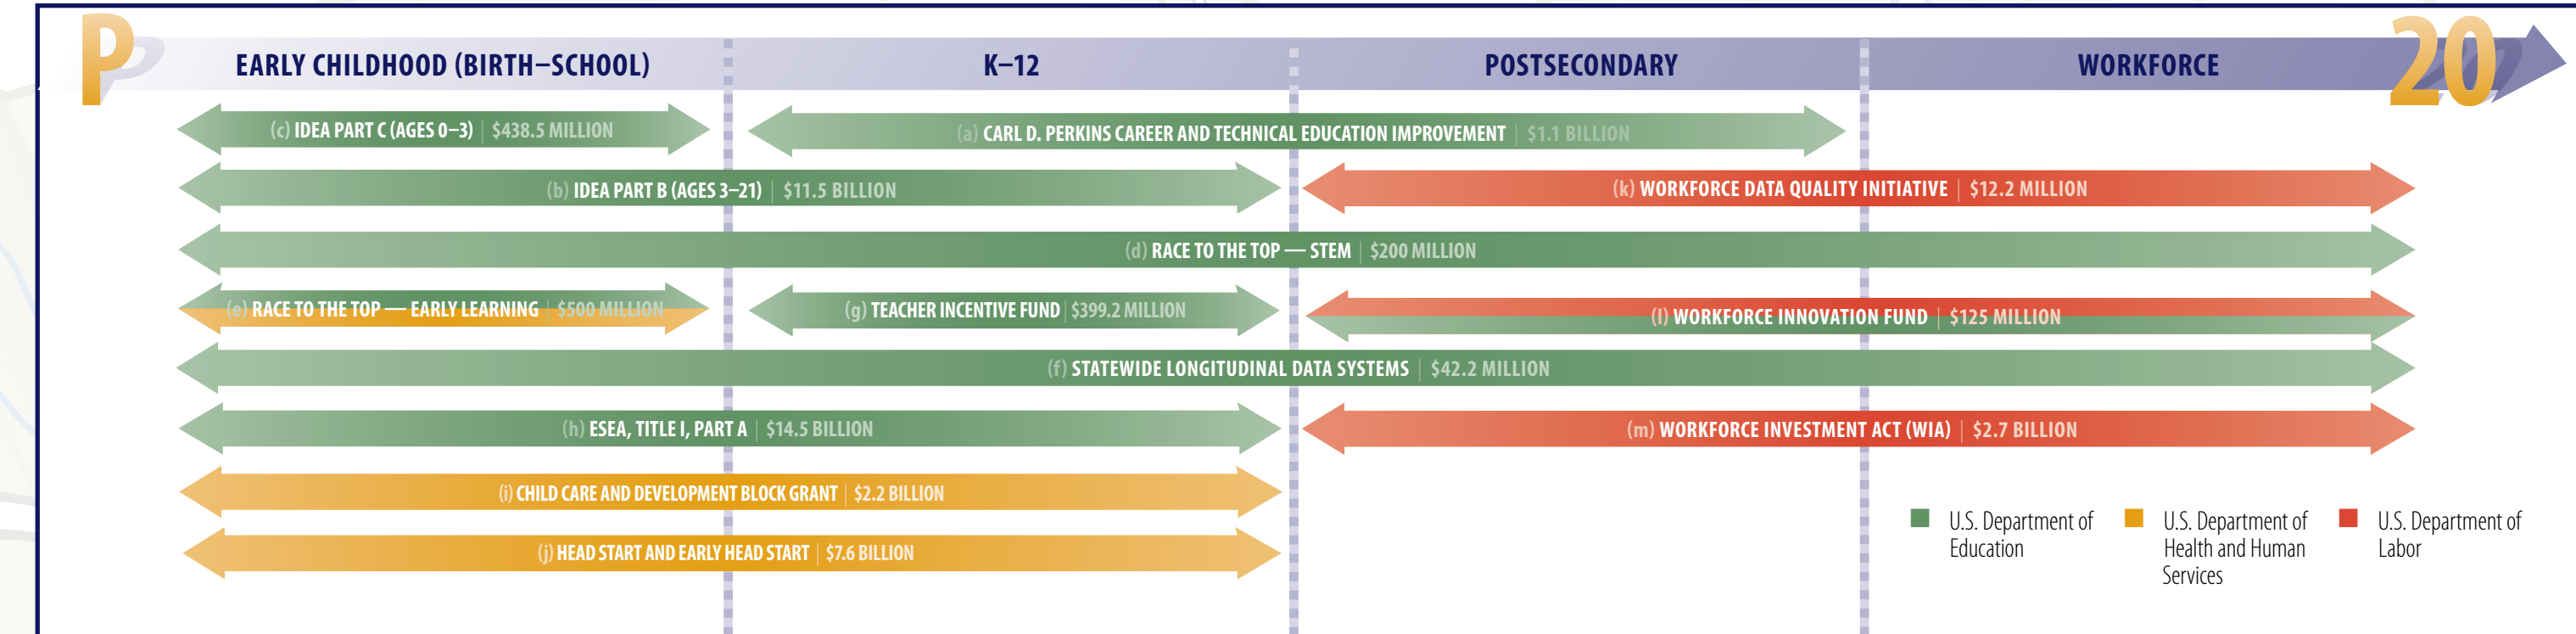 P 20
EARLY CHILDHOOD (BIRTH–SCHOOL)
K–12
POSTSECONDARY
WORKFORCE
(c) IDEA PART C (AGES 0–3) | $438.5 MILLION
(a) CARL D. PERKINS CAREER AND TECHNICAL EDUCATION IMPROVEMENT | $1.1 BILLION
(b) IDEA PART B (AGES 3–21) | $11.5 BILLION
(k) WORKFORCE DATA QUALITY INITIATIVE | $12.2 MILLION
(d) RACE TO THE TOP — STEM | $200 MILLION
(e) RACE TO THE TOP — EARLY LEARNING | $500 MILLION
(g) TEACHER INCENTIVE FUND | $399.2 MILLION
(l) WORKFORCE INNOVATION FUND | $125 MILLION
(f) STATEWIDE LONGITUDINAL DATA SYSTEMS | $42.2 MILLION
(h) ESEA, TITLE I, PART A | $14.5 BILLION
(m) WORKFORCE INVESTMENT ACT (WIA) | $2.7 BILLION
(i) CHILD CARE AND DEVELOPMENT BLOCK GRANT | $2.2 BILLION
(j) HEAD START AND EARLY HEAD START | $7.6 BILLION
U.S. Department of
Education
U.S. Department of
Health and Human
Services
U.S. Department of
Labor